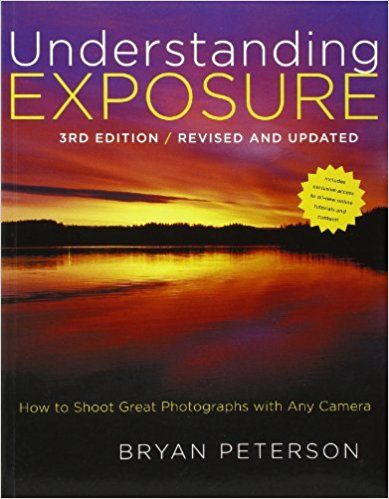 Understanding
EXPOSURE
3RD EDITION / REVISED AND UPDATED
Includes
exclusive access
to all-new online
tutorials and
content!
How to Shoot Great Photographs with Any Camera
BRYAN PETERSON